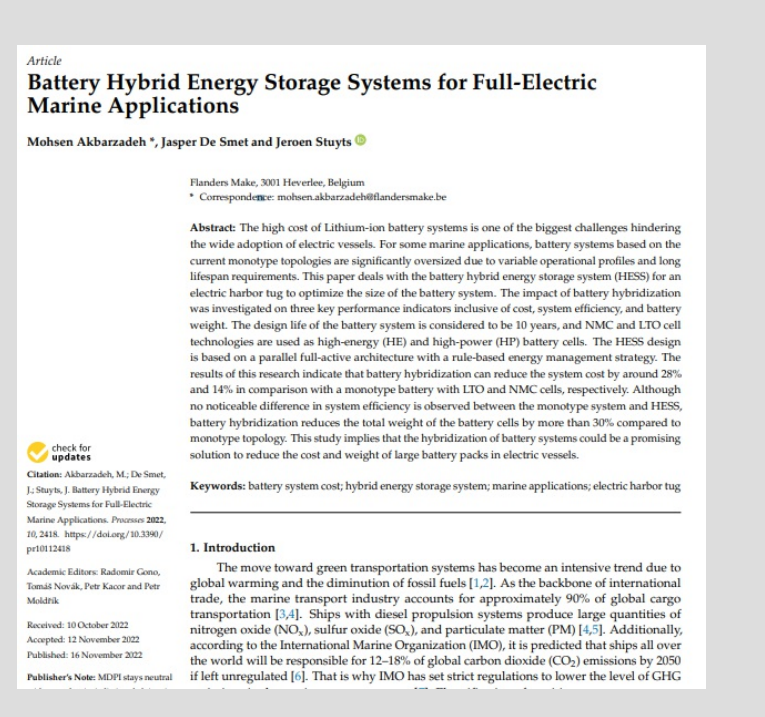 Article
Battery Hybrid Energy Storage Systems for Full-Electric
Marine Applications
Mohsen Akbarzadeh *, Jasper De Smet and Jeroen Stuyts iD
Flanders Make, 3001 Heverlee, Belgium
* Correspondence: mohsen.akbarzadeh@flandersmake.be
Abstract: The high cost of Lithium-ion battery systems is one of the biggest challenges hindering
the wide adoption of electric vessels. For some marine applications, battery systems based on the
current monotype topologies are significantly oversized due to variable operational profiles and long
lifespan requirements. This paper deals with the battery hybrid energy storage system (HESS) for an
electric harbor tug to optimize the size of the battery system. The impact of battery hybridization
was investigated on three key performance indicators inclusive of cost, system efficiency, and battery
weight. The design life of the battery system is considered to be 10 years, and NMC and LTO cell
technologies are used as high-energy (HE) and high-power (HP) battery cells. The HESS design
is based on a parallel full-active architecture with a rule-based energy management strategy. The
results of this research indicate that battery hybridization can reduce the system cost by around 28%
and 14% in comparison with a monotype battery with LTO and NMC cells, respectively. Although
no noticeable difference in system efficiency is observed between the monotype system and HESS,
battery hybridization reduces the total weight of the battery cells by more than 30% compared to
monotype topology. This study implies that the hybridization of battery systems could be a promising
solution to reduce the cost and weight of large battery packs in electric vessels.
Keywords: battery system cost; hybrid energy storage system; marine applications; electric harbor tug
check for
updates
Citation: Akbarzadeh, M.; De Smet,
J.; Stuyts, J. Battery Hybrid Energy
Storage Systems for Full-Electric
Marine Applications. Processes 2022,
10, 2418. https://doi.org/10.3390/
pr10112418
Academic Editors: Radomir Gono,
Tomáš Novák, Petr Kacor and Petr
Moldřík
Received: 10 October 2022
Accepted: 12 November 2022
Published: 16 November 2022
Publisher's Note: MDPI stays neutral
1. Introduction
The move toward green transportation systems has become an intensive trend due to
global warming and the diminution of fossil fuels [1,2]. As the backbone of international
trade, the marine transport industry accounts for approximately 90% of global cargo
transportation [3,4]. Ships with diesel propulsion systems produce large quantities of
nitrogen oxide (NOx), sulfur oxide (SOx), and particulate matter (PM) [4,5]. Additionally,
according to the International Marine Organization (IMO), it is predicted that ships all over
the world will be responsible for 12–18% of global carbon dioxide (CO2) emissions by 2050
if left unregulated [6]. That is why IMO has set strict regulations to lower the level of GHG